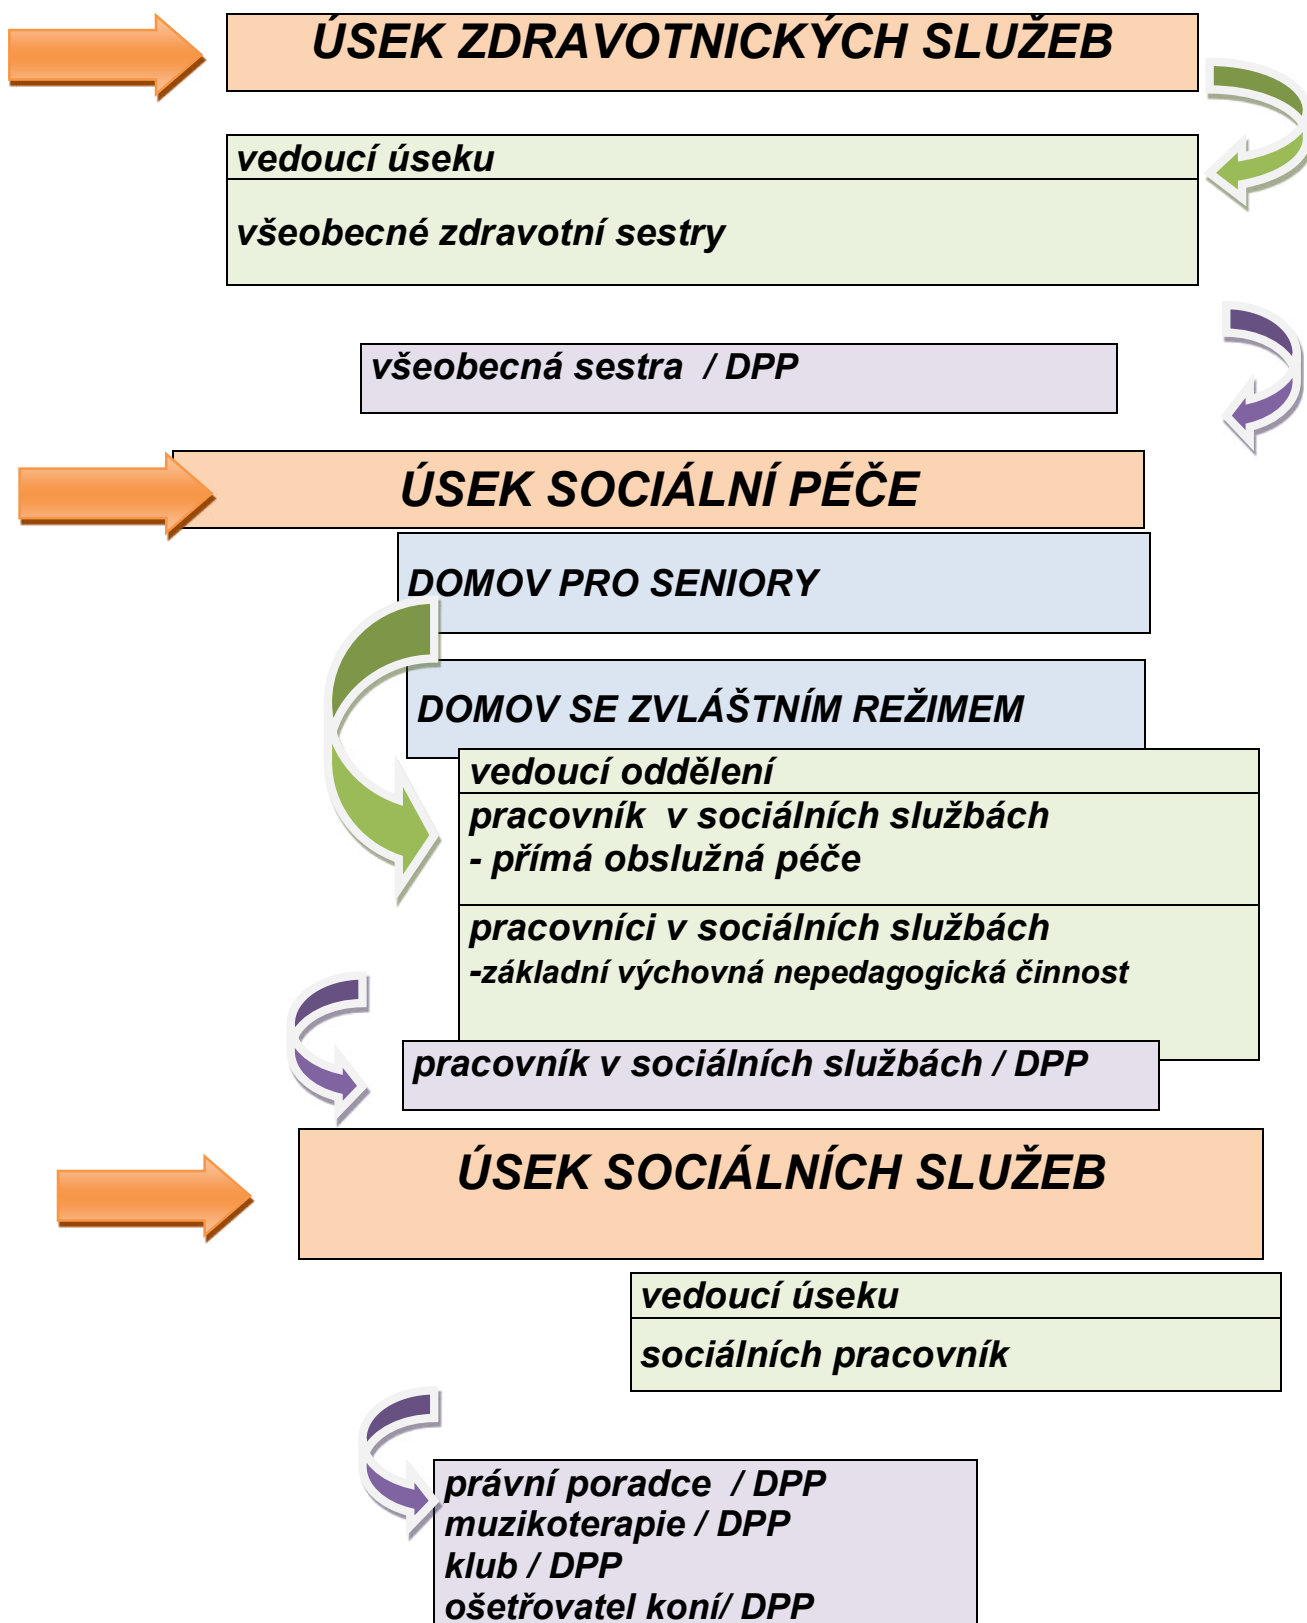 ÚSEK ZDRAVOTNICKÝCH SLUŽEB
vedoucí úseku
všeobecné zdravotní sestry
všeobecná sestra / DPP
ÚSEK SOCIÁLNÍ PÉČE
DOMOV PRO SENIORY
DOMOV SE ZVLÁŠTNÍM REŽIMEM
vedoucí oddělení
pracovník v sociálních službách
- přímá obslužná péče
pracovníci v sociálních službách
-základní výchovná nepedagogická činnost
pracovník v sociálních službách / DPP
ÚSEK SOCIÁLNÍCH SLUŽEB
vedoucí úseku
sociálních pracovník
právní poradce / DPP
muzikoterapie / DPP
klub / DPP
ošetřovatel koní/ DPP